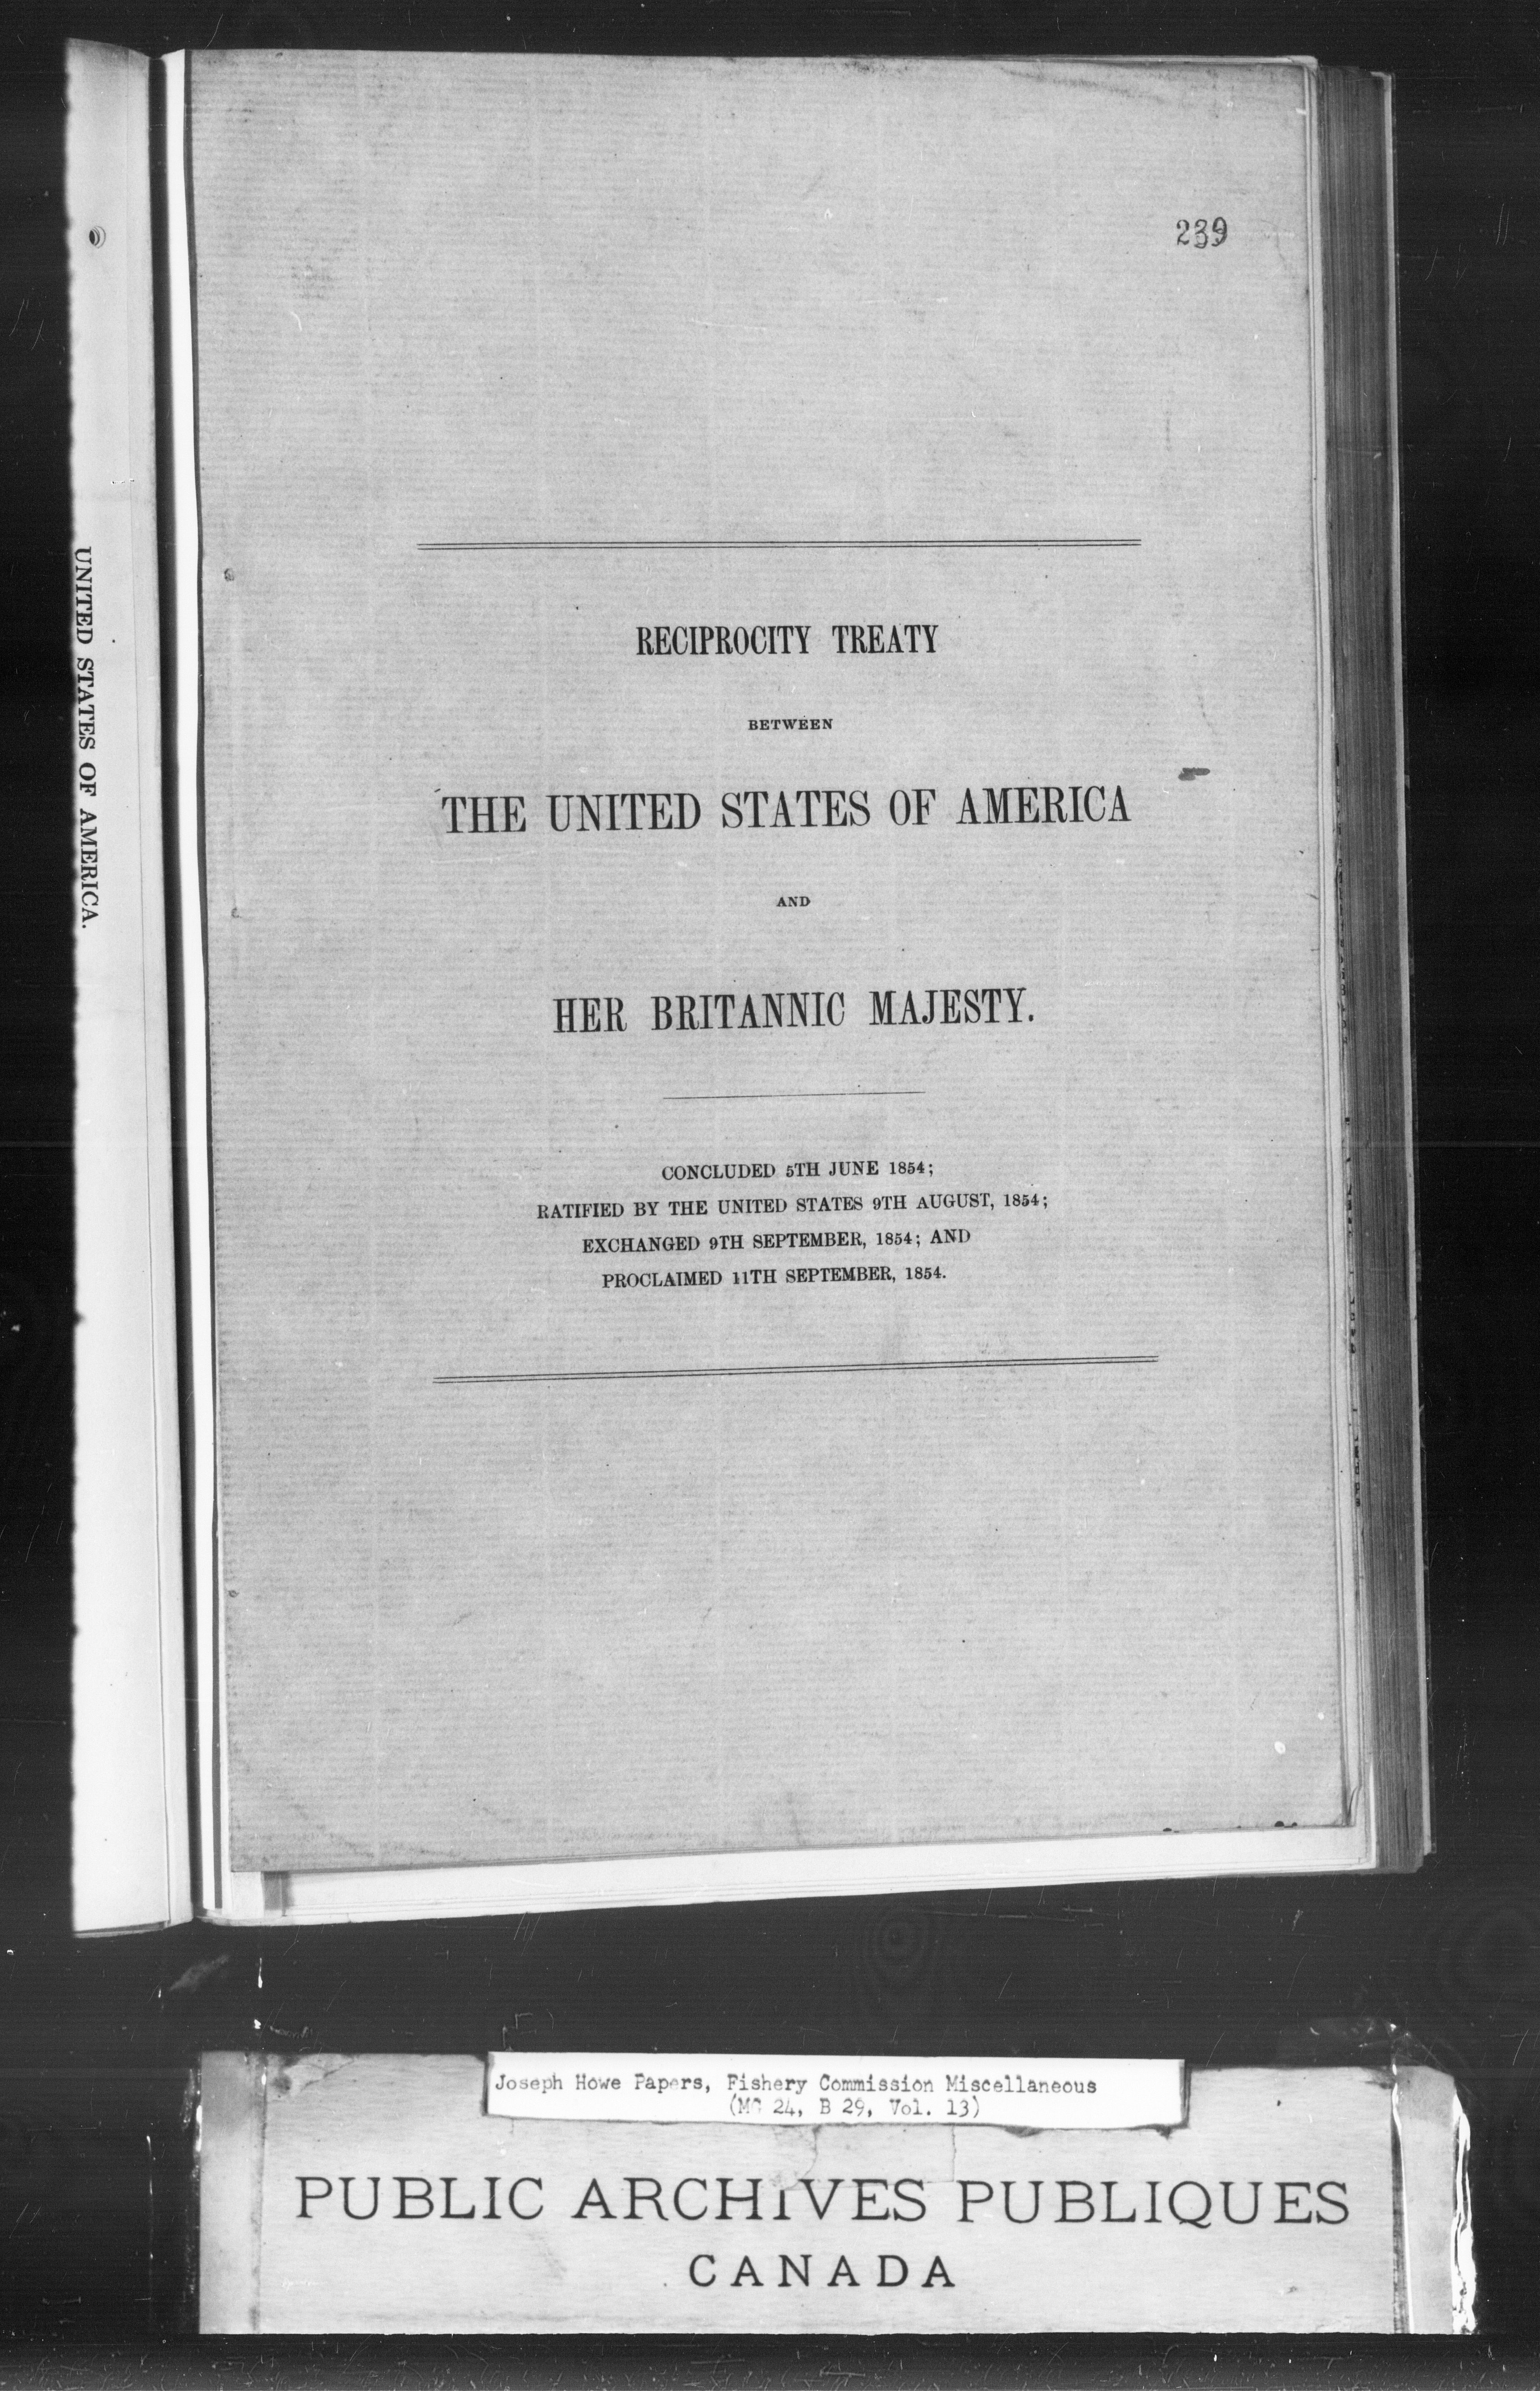 UNITED STATES OF AMERICA.
RECIPROCITY TREATY
BETWEEN
THE UNITED STATES OF AMERICA
AND
HER BRITANNIC MAJESTY.
CONCLUDED 5TH JUNE 1854;
RATIFIED BY THE UNITED STATES 9TH AUGUST, 1854;
EXCHANGED 9TH SEPTEMBER, 1854; AND
PROCLAIMED 11TH SEPTEMBER, 1854.
Joseph Howe Papers, Fishery Commission Miscellaneous
(MG 24, B 29, Vol. 13)
PUBLIC ARCHIVES PUBLIQUES
CANADA